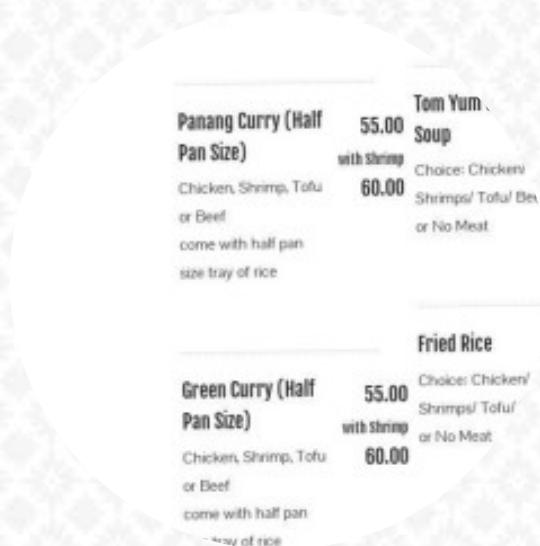 Panang Curry (Half
Pan Size)
55.00
with Shrimp
60.00
Chicken, Shrimp, Tofu
or Beef
come with half pan
size tray of rice
Tom Yum
Soup
Choice: Chicken/
Shrimps/ Tofu/
or No Meat
Green Curry (Half
Pan Size)
55.00
with Shrimp
60.00
Chicken, Shrimp, Tofu
or Beef
come with half pan
tray of rice
Fried Rice
Choice: Chicken/
Shrimps/ Tofu/
or No Meat